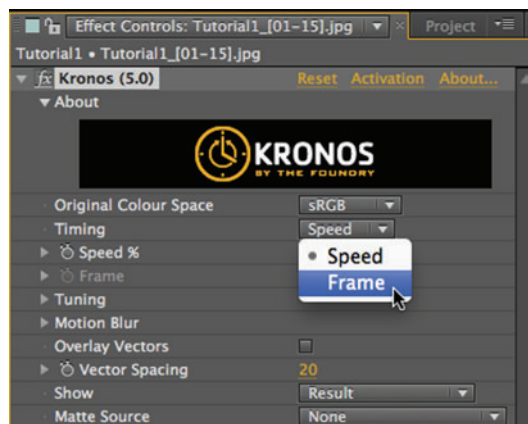 Effect Controls: Tutorial1_[01-15].jpg Project
Tutorial1 • Tutorial1_[01-15].jpg
fx Kronos (5.0) Reset Activation About...
About
KRONOS
BY THE FOUNDRY
Original Colour Space sRGB
Timing Speed
Speed % Speed
Frame Frame
Tuning
Motion Blur
Overlay Vectors
Vector Spacing 20
Show Result
Matte Source None